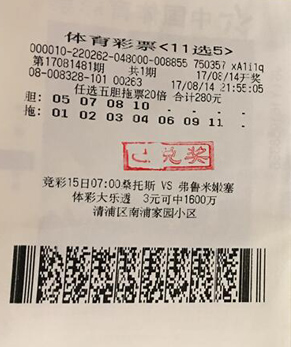 体育彩票<11选5>
000010-220262-048000-008855 750357 xA1i1q
第17081481期 共1期 17/08/14开奖
08-008328-101 00263 17/08/14 21:55:05
任选五胆拖票20倍 合计280元
胆: 05 07 08 10
拖: 01 02 03 04 06 09 11
已兑奖
竞彩15日07:00桑托斯 VS 弗鲁米嫩塞
体彩大乐透 3元可中1600万
清浦区南浦家园小区